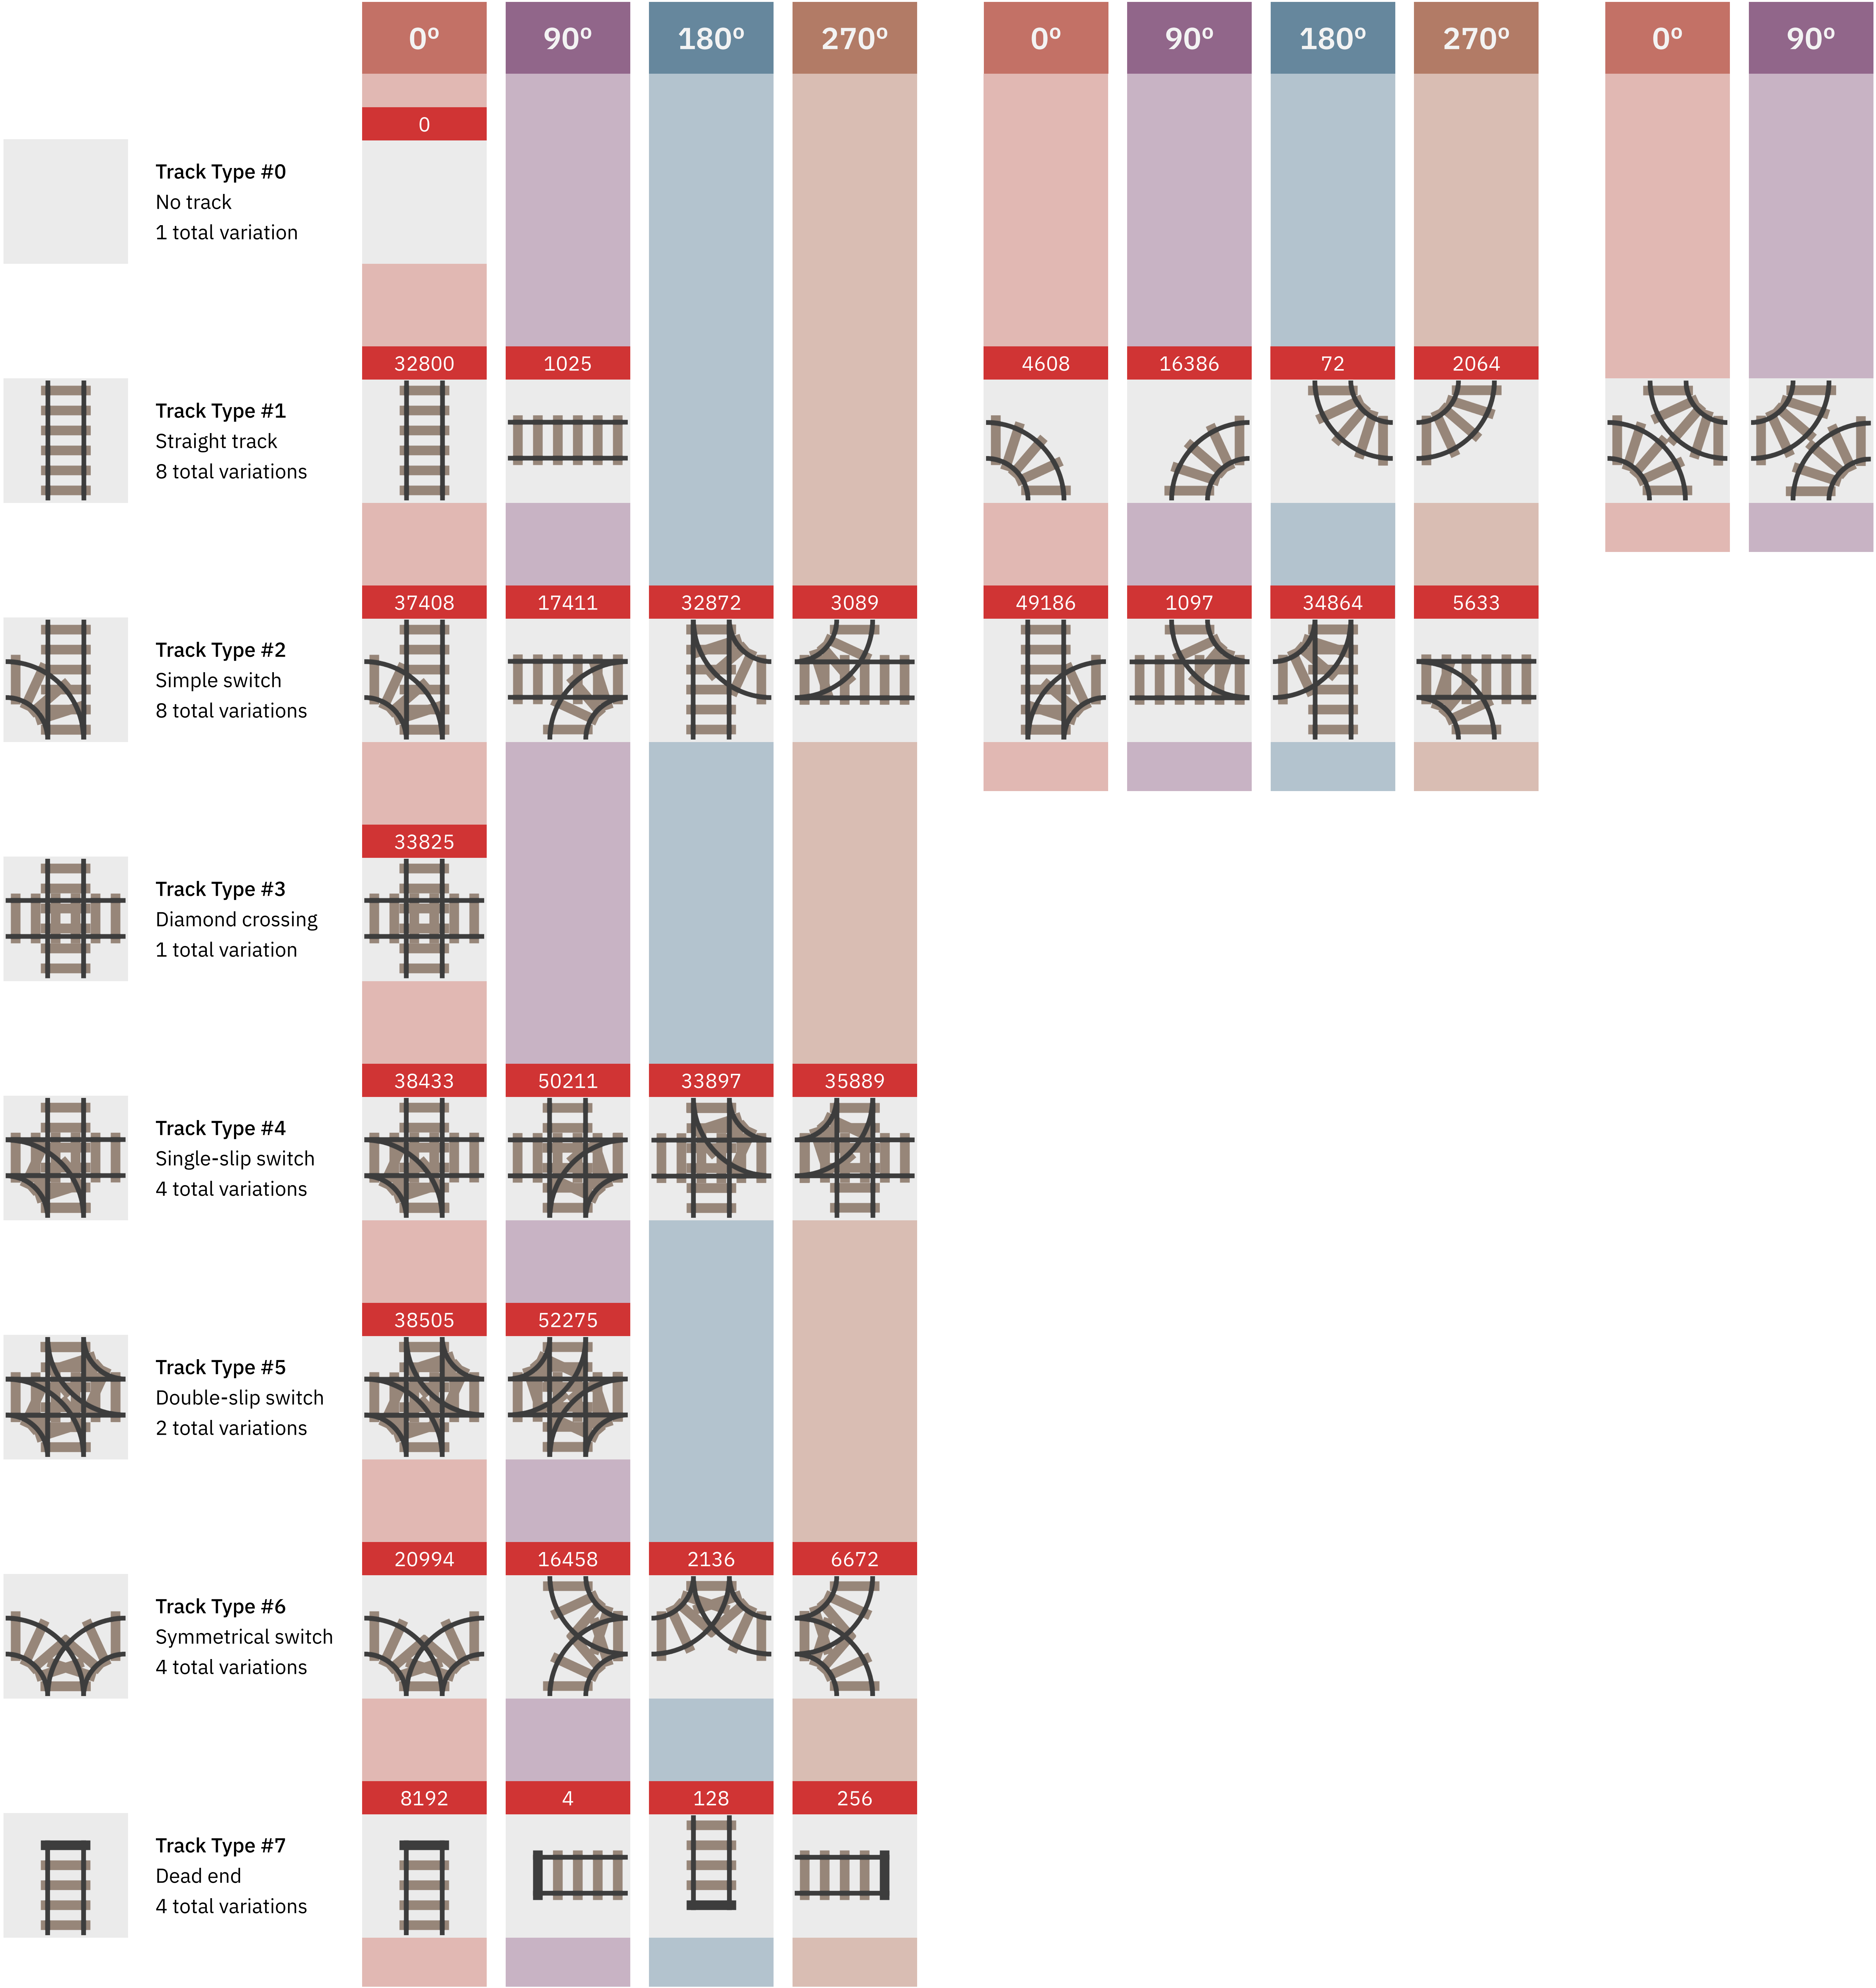 0º 90º 180º 270º 0º 90º 180º 270º 0º 90º
0
Track Type #0
No track
1 total variation
32800 1025 4608 16386 72 2064
Track Type #1
Straight track
8 total variations
37408 17411 32872 3089 49186 1097 34864 5633
Track Type #2
Simple switch
8 total variations
33825
Track Type #3
Diamond crossing
1 total variation
38433 50211 33897 35889
Track Type #4
Single-slip switch
4 total variations
38505 52275
Track Type #5
Double-slip switch
2 total variations
20994 16458 2136 6672
Track Type #6
Symmetrical switch
4 total variations
8192 4 128 256
Track Type #7
Dead end
4 total variations